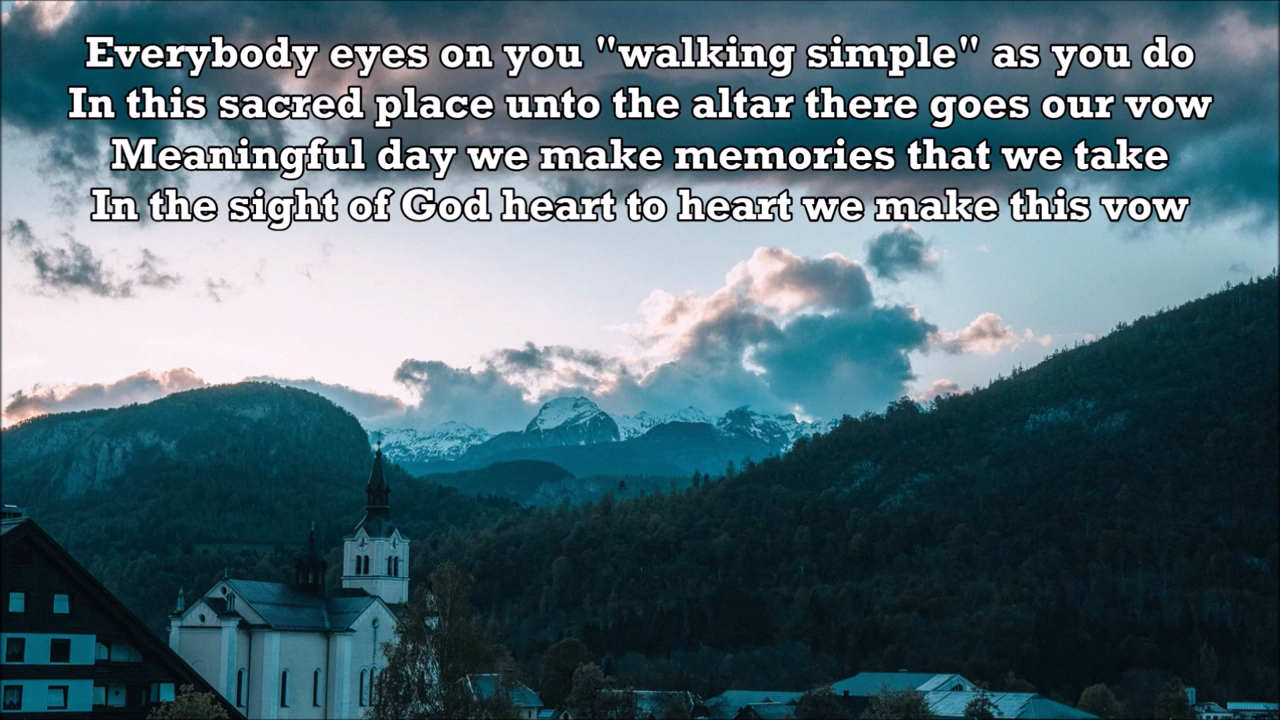 Everybody eyes on you "walking simple" as you do
In this sacred place unto the altar there goes our vow
Meaningful day we make memories that we take
In the sight of God heart to heart we make this vow